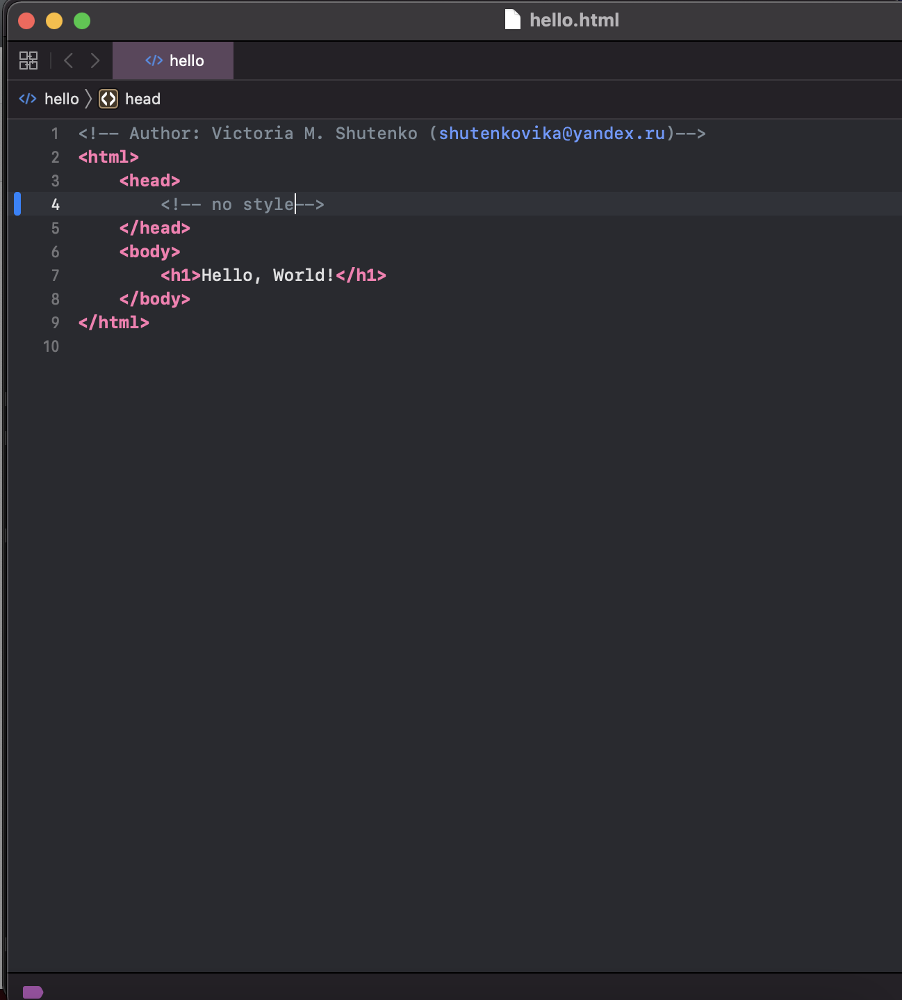 hello.html
</> hello
</> hello 〉 <> head
1 <!-- Author: Victoria M. Shutenko (shutenkovika@yandex.ru)-->
2 <html>
3     <head>
4         <!-- no style-->
5     </head>
6     <body>
7         <h1>Hello, World!</h1>
8     </body>
9 </html>
10